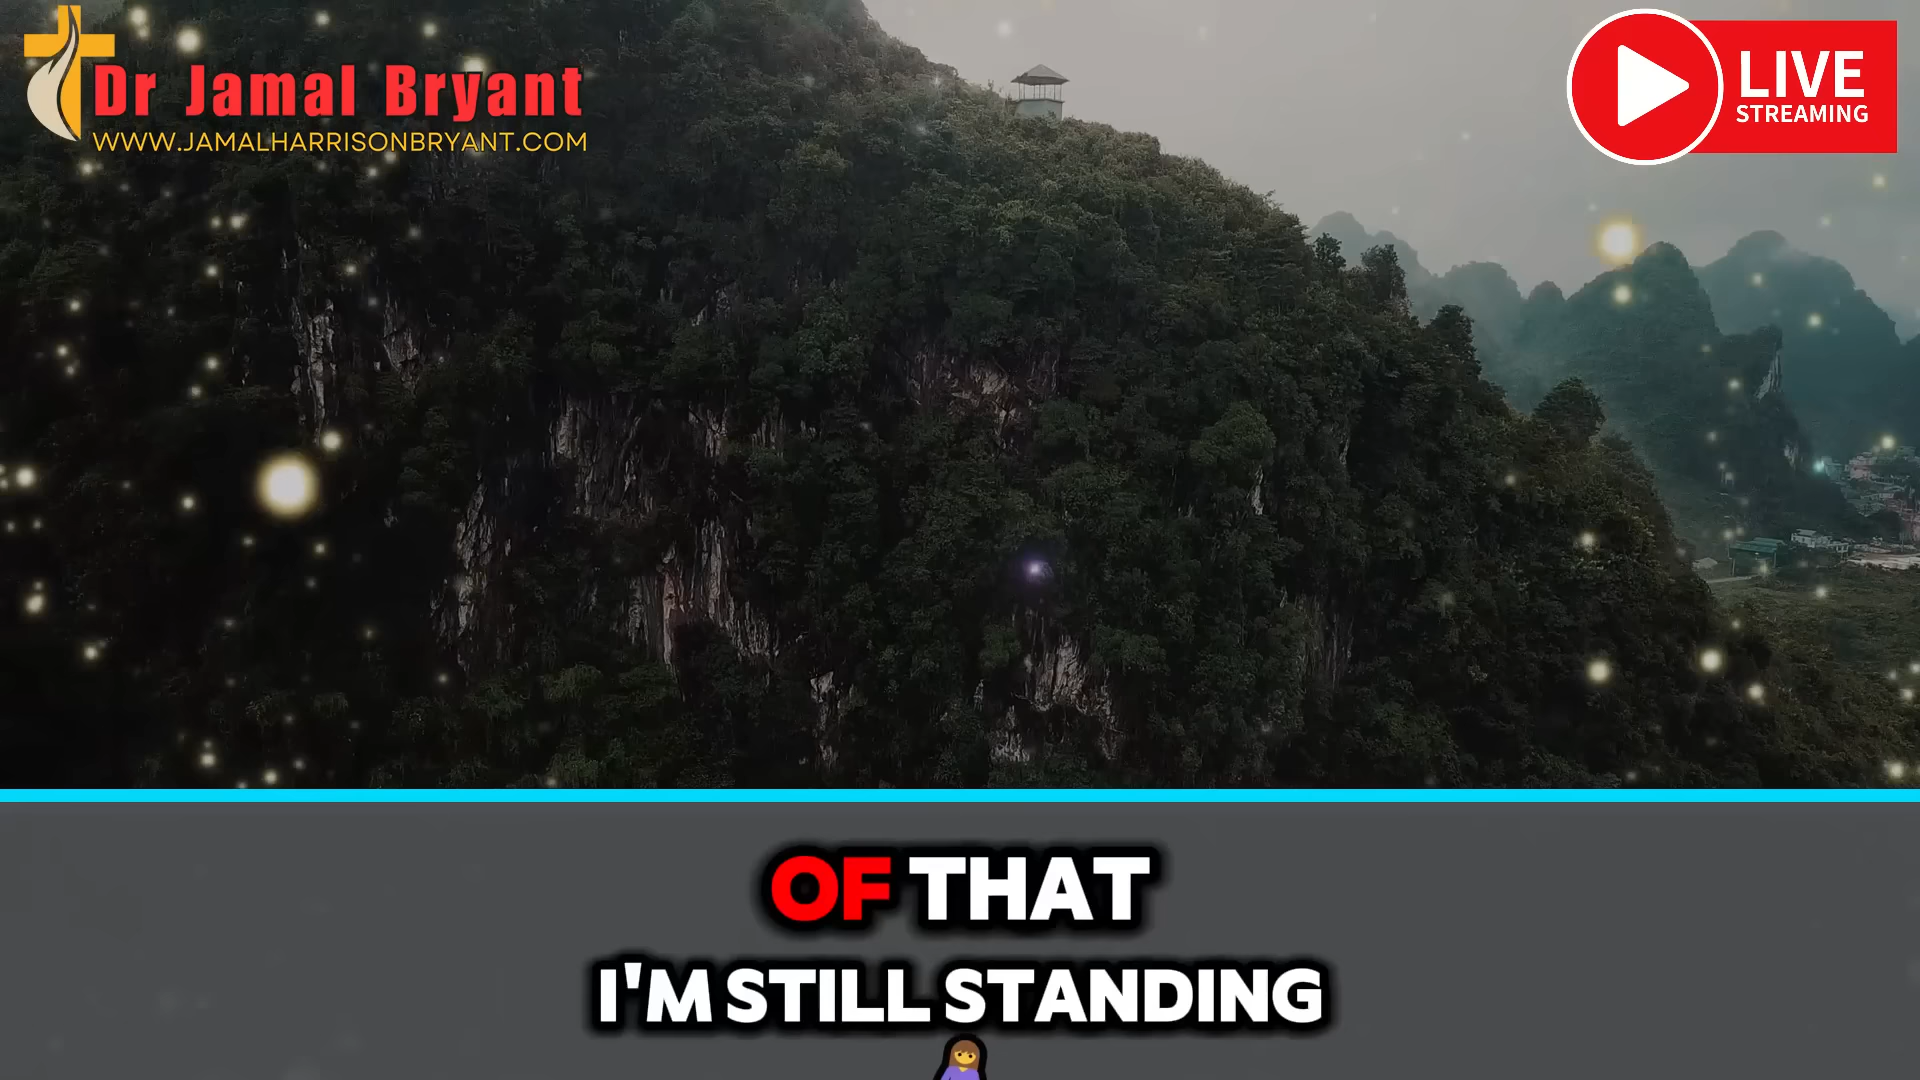 Dr Jamal Bryant
WWW.JAMALHARRISONBRYANT.COM
LIVE
STREAMING
OF THAT
I'M STILL STANDING